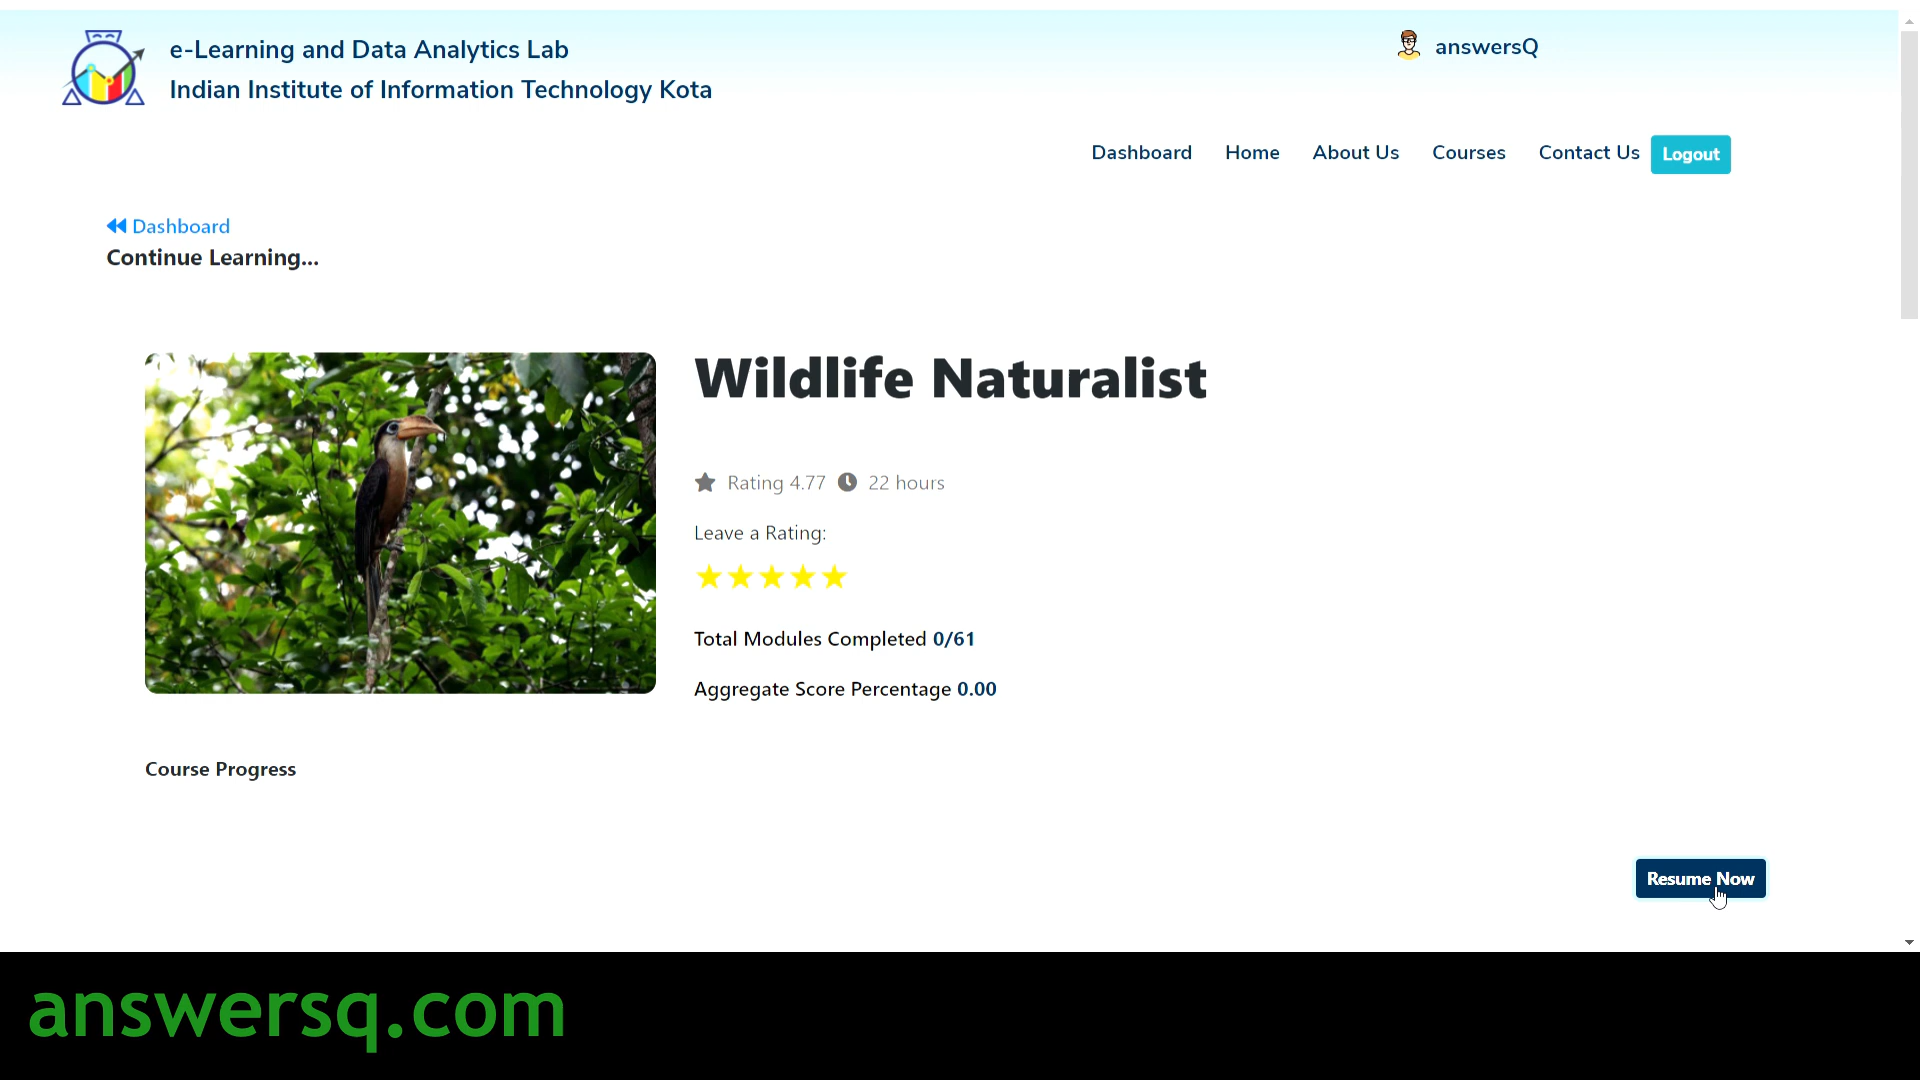 e-Learning and Data Analytics Lab
Indian Institute of Information Technology Kota
answersQ
Dashboard Home About Us Courses Contact Us Logout
Dashboard
Continue Learning...
Wildlife Naturalist
Rating 4.77 22 hours
Leave a Rating:
Total Modules Completed 0/61
Aggregate Score Percentage 0.00
Course Progress
Resume Now
answersq.com